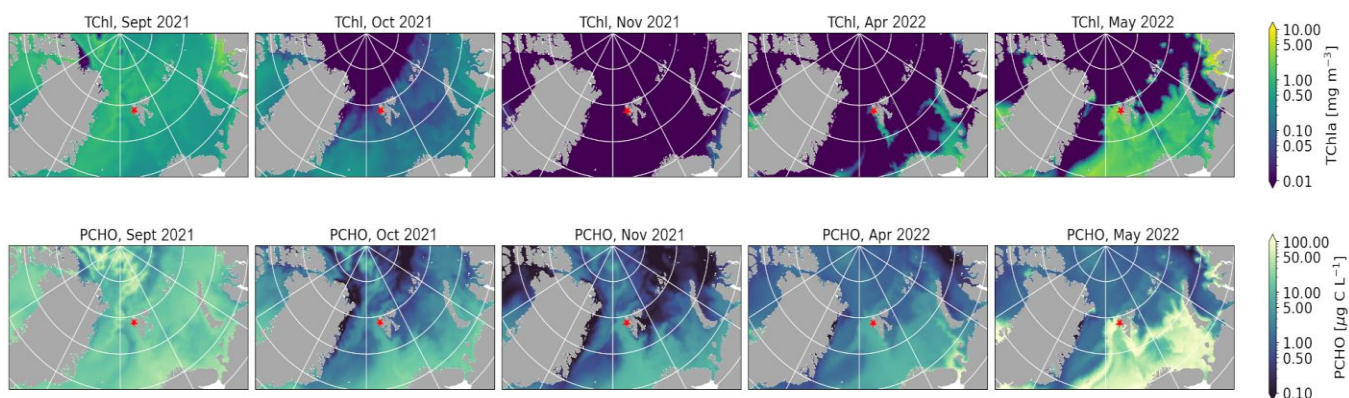 TChl, Sept 2021
TChl, Oct 2021
TChl, Nov 2021
TChl, Apr 2022
TChl, May 2022
10.00
5.00
1.00
0.50
0.10
0.05
0.01
TChla [mg m⁻³]
PCHO, Sept 2021
PCHO, Oct 2021
PCHO, Nov 2021
PCHO, Apr 2022
PCHO, May 2022
100.00
50.00
10.00
5.00
1.00
0.50
0.10
PCHO [μg C L⁻¹]